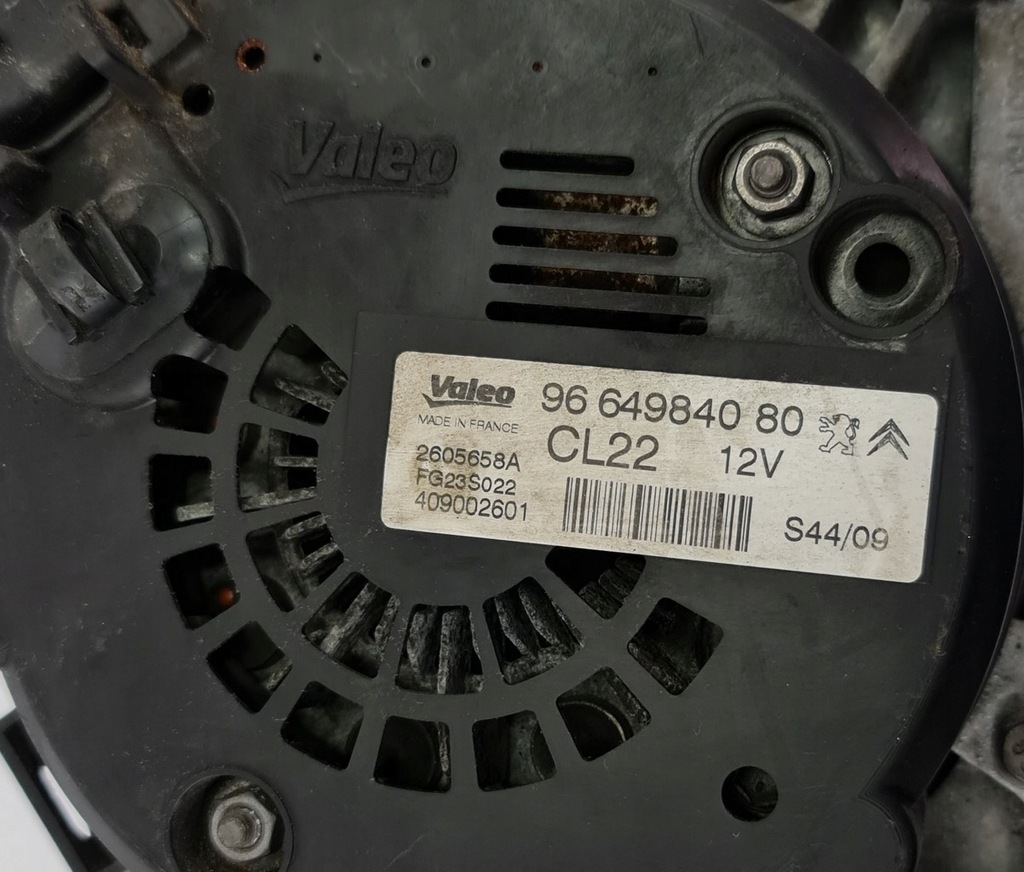 Valeo
Valeo
96 649840 80
MADE IN FRANCE
CL22
12V
2605658A
FG23S022
409002601
S44/09